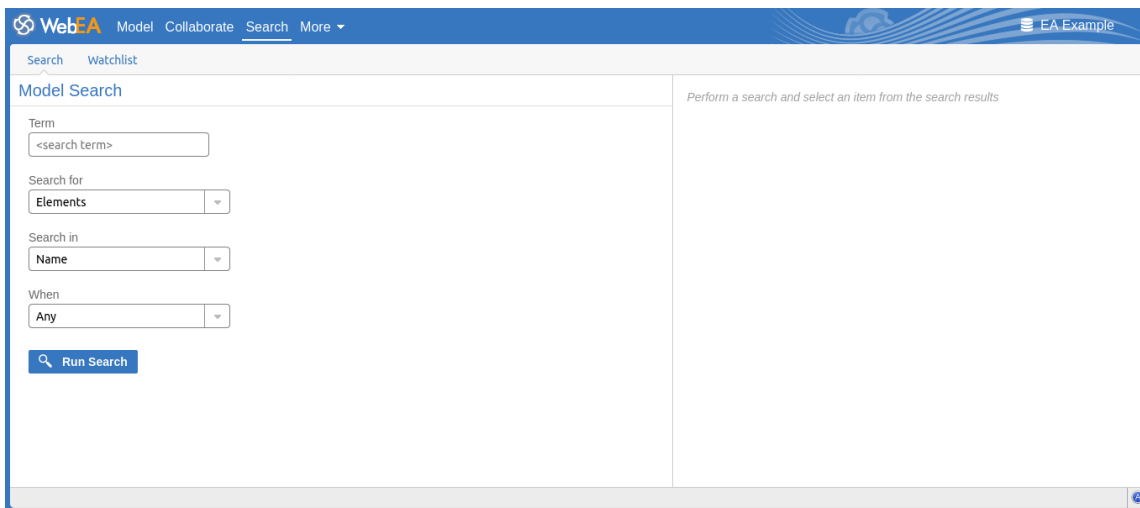 WebEA Model Collaborate Search More EA Example
Search Watchlist
Model Search
Perform a search and select an item from the search results
Term
<search term>
Search for
Elements
Search in
Name
When
Any
Run Search